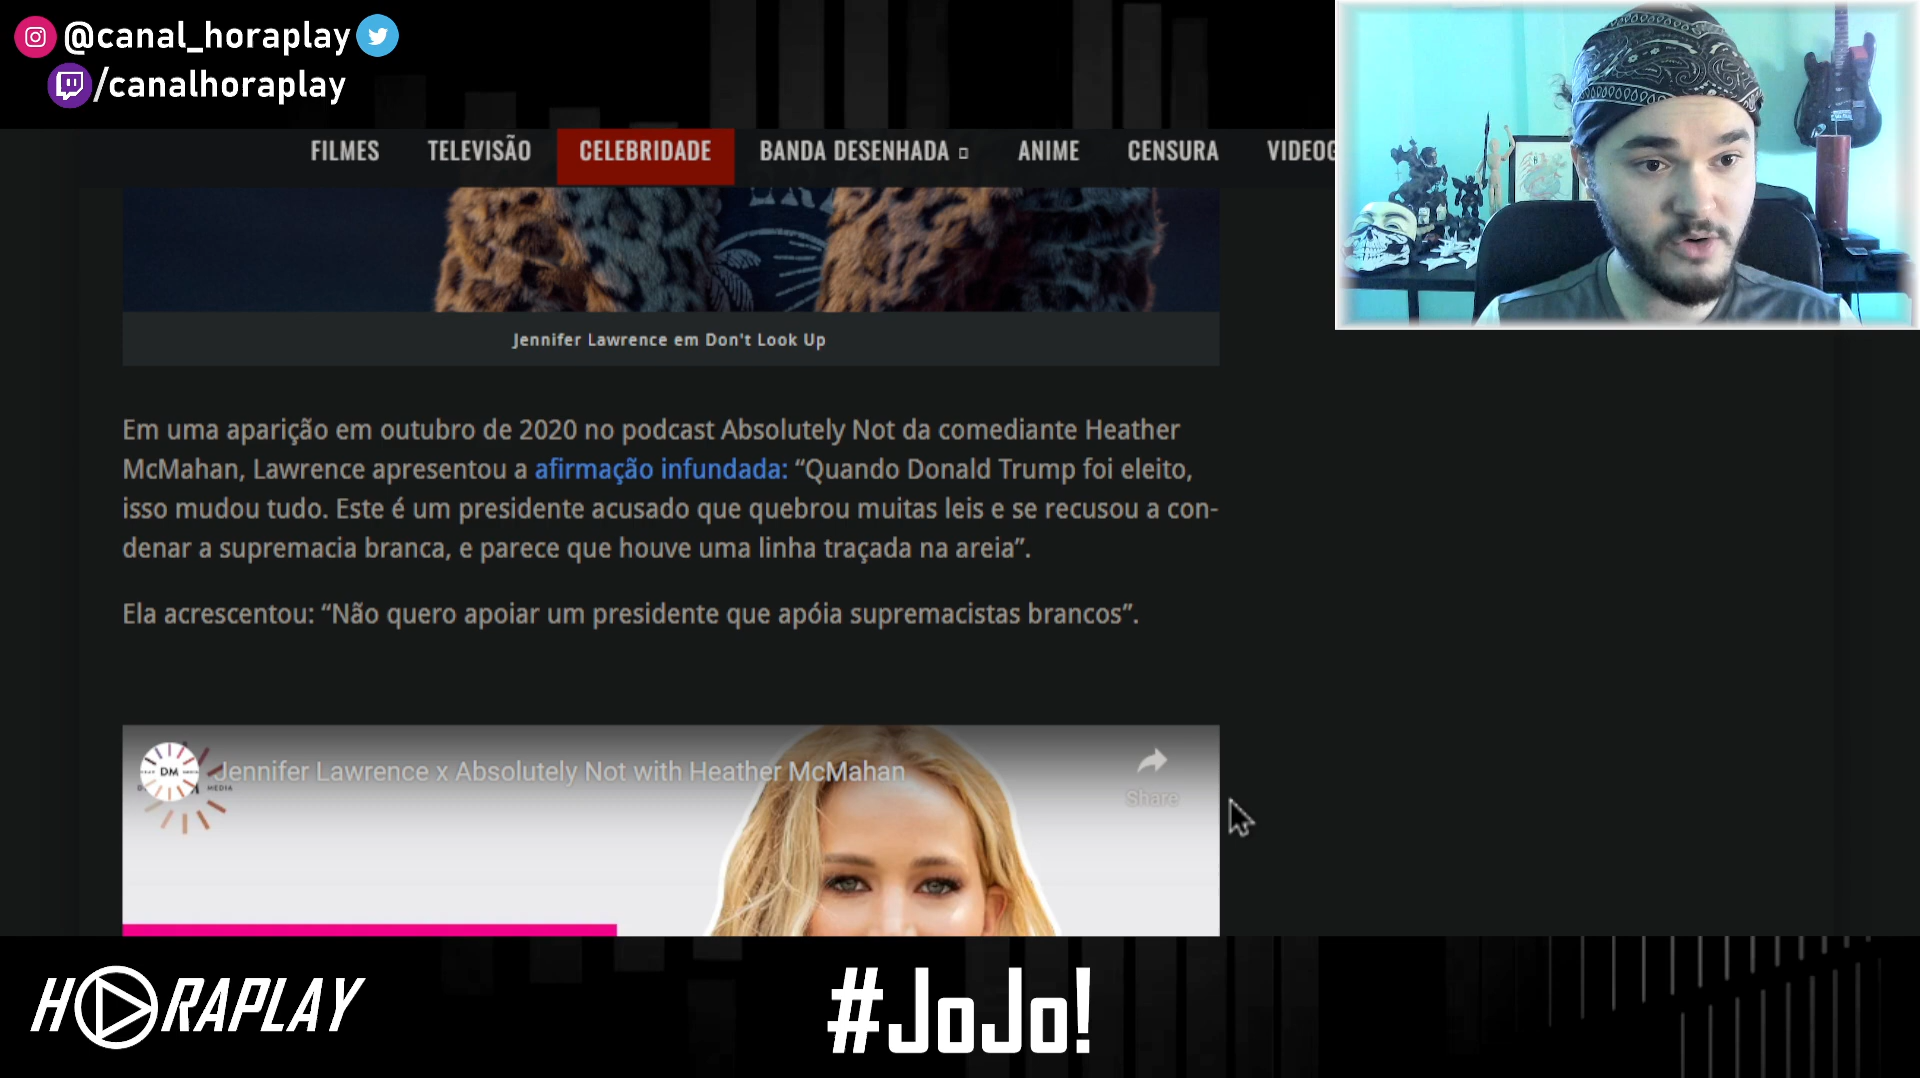 @canal_horaplay
/canalhoraplay
FILMES TELEVISÃO CELEBRIDADE BANDA DESENHADA ANIME CENSURA VIDEOG
Jennifer Lawrence em Don't Look Up
Em uma aparição em outubro de 2020 no podcast Absolutely Not da comediante Heather
McMahan, Lawrence apresentou a afirmação infundada: “Quando Donald Trump foi eleito,
isso mudou tudo. Este é um presidente acusado que quebrou muitas leis e se recusou a con-
denar a supremacia branca, e parece que houve uma linha traçada na areia”.
Ela acrescentou: “Não quero apoiar um presidente que apóia supremacistas brancos”.
DM
MEDIA
Jennifer Lawrence x Absolutely Not with Heather McMahan
Share
HORAPLAY
#JoJo!